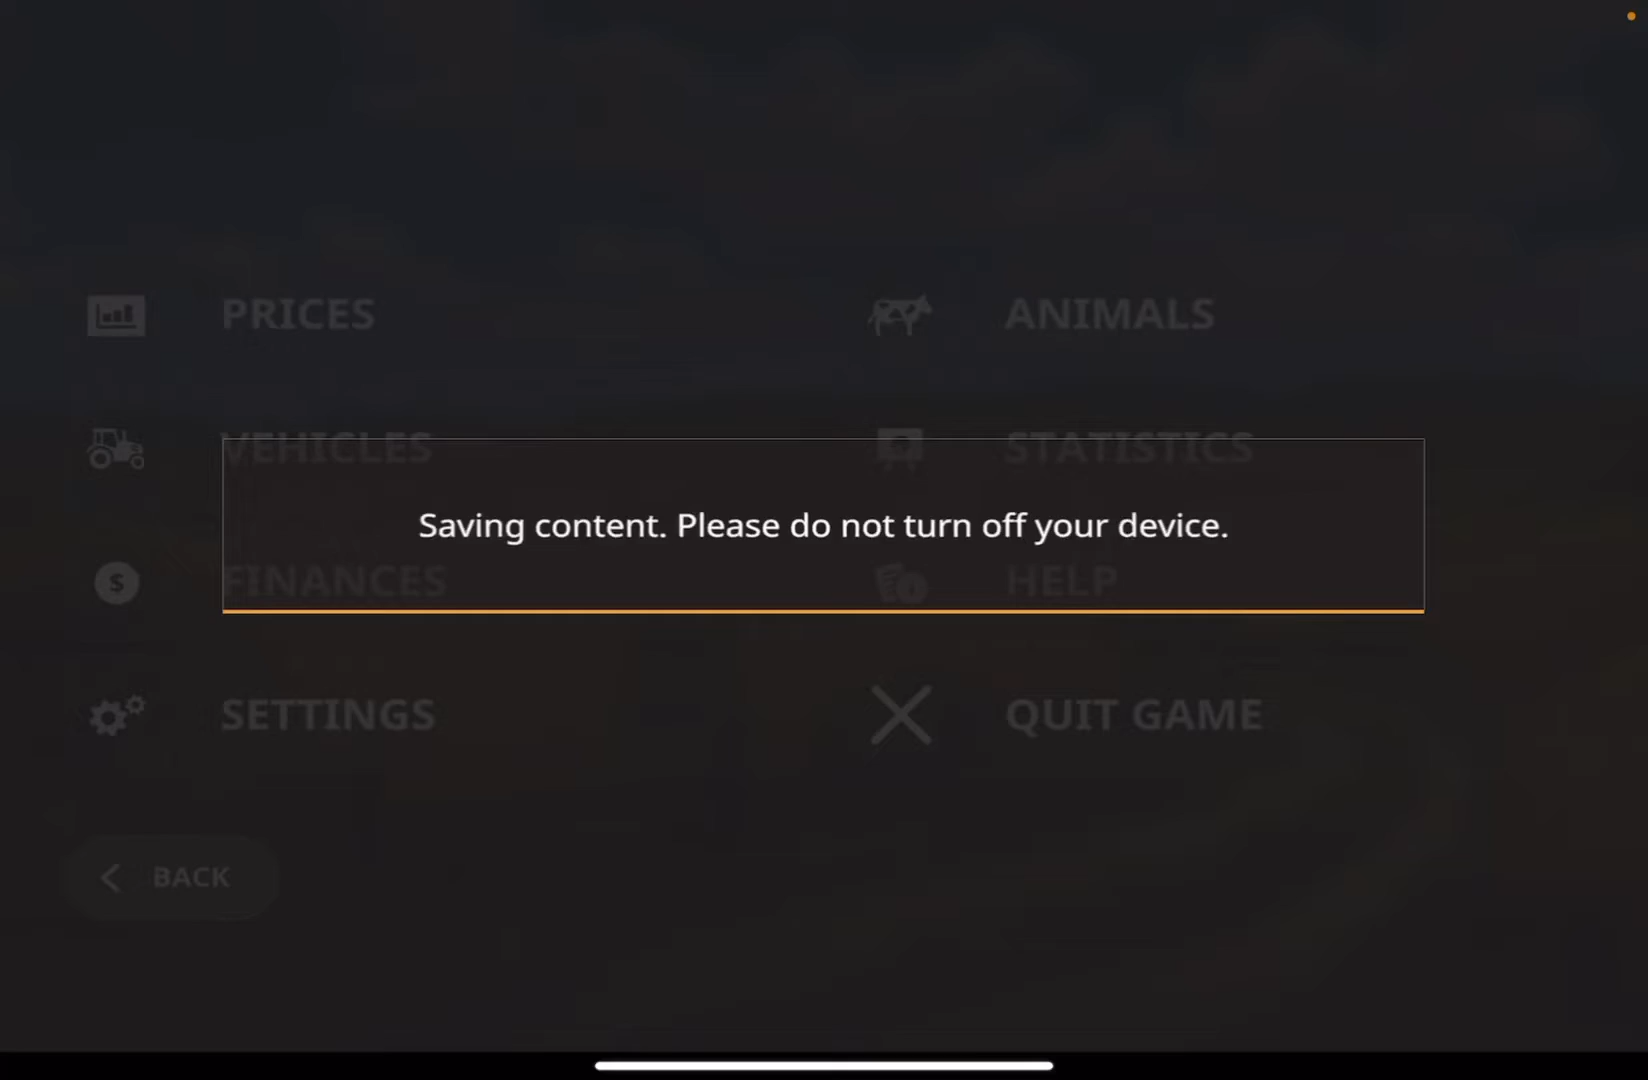 PRICES
ANIMALS
VEHICLES
STATISTICS
Saving content. Please do not turn off your device.
FINANCES
HELP
SETTINGS
QUIT GAME
BACK